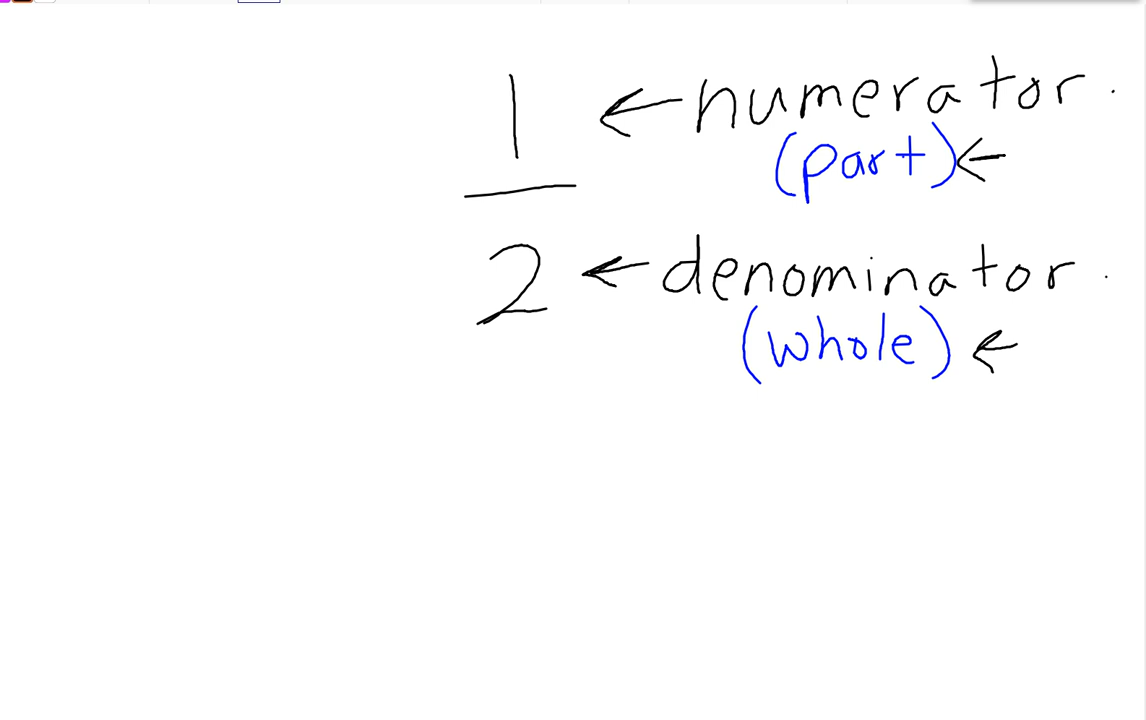 1 ← numerator.
(part) ←
2 ← denominator.
(whole) ←